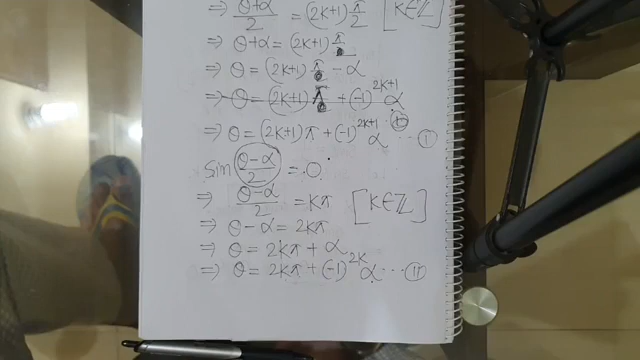 ⇒ (θ+α)/2 = (2k+1) π/2 [k∈ℤ]
⇒ θ+α = (2k+1) π
⇒ θ = (2k+1) π - α
⇒ θ = (2k+1) π + (-1)^{2k+1} α
⇒ θ = (2k+1) π + (-1)^{2k+1} α ... (I)
sin (θ-α)/2 = 0
⇒ (θ-α)/2 = kπ [k∈ℤ]
⇒ θ-α = 2kπ
⇒ θ = 2kπ + α
⇒ θ = 2kπ + (-1)^{2k} α ... (II)